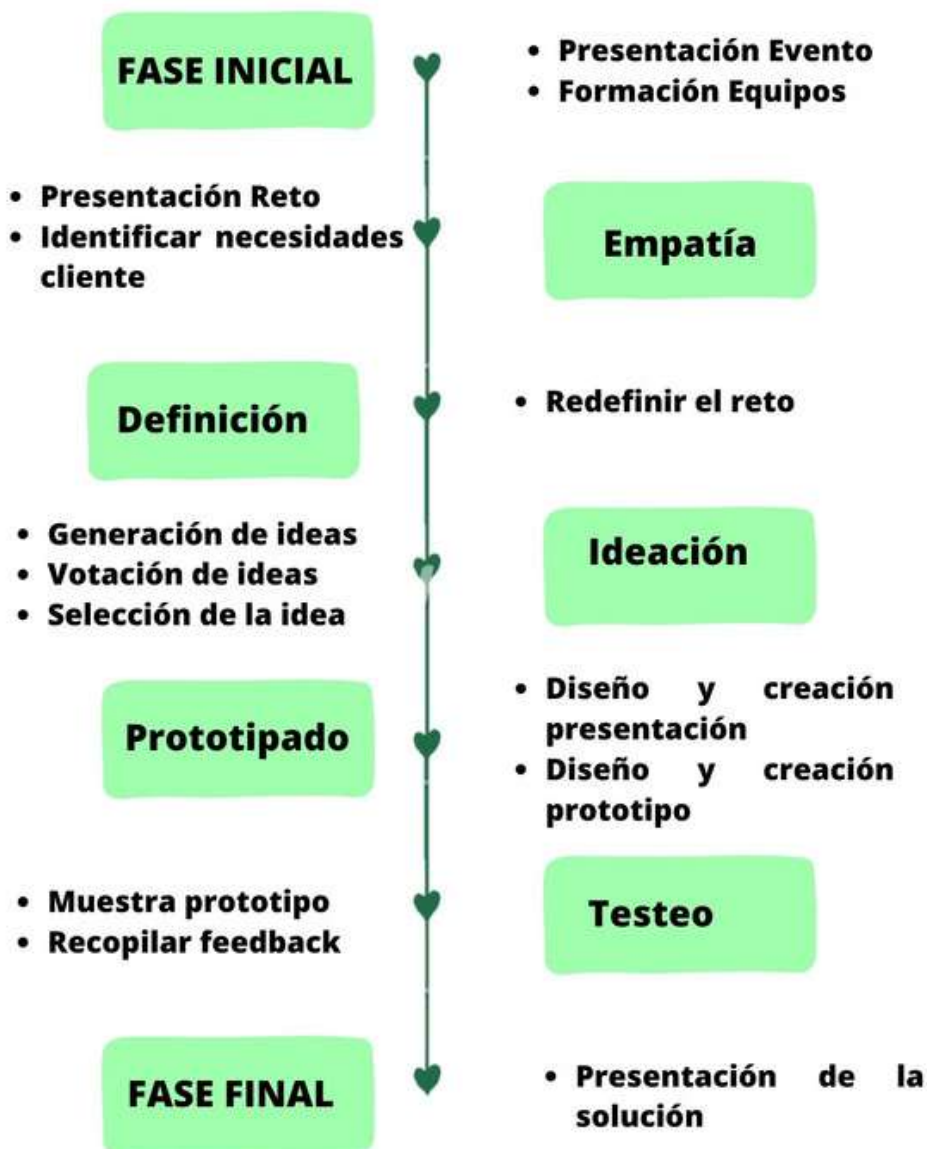 FASE INICIAL
• Presentación Evento
• Formación Equipos
• Presentación Reto
• Identificar necesidades
cliente
Empatía
Definición
• Redefinir el reto
• Generación de ideas
• Votación de ideas
• Selección de la idea
Ideación
Prototipado
• Diseño y creación
presentación
• Diseño y creación
prototipo
• Muestra prototipo
• Recopilar feedback
Testeo
FASE FINAL
• Presentación de la
solución